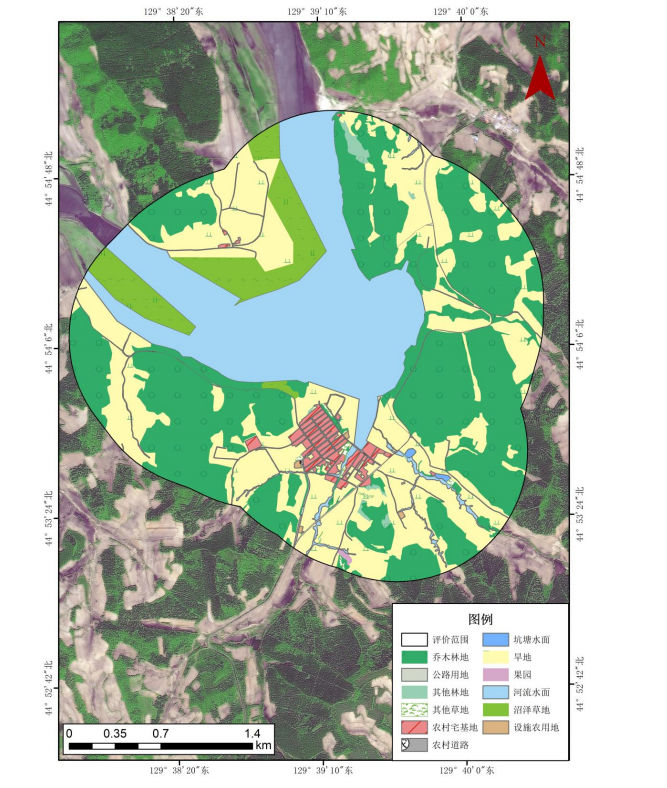 129° 38′20″东 129° 39′10″东 129° 40′0″东
N
44° 54′48″北 44° 54′48″北
44° 54′6″北 44° 54′6″北
44° 53′24″北 44° 53′24″北
44° 52′42″北 44° 52′42″北
图例
评价范围 坑塘水面
乔木林地 旱地
公路用地 果园
其他林地 河流水面
其他草地 沼泽草地
农村宅基地 设施农用地
农村道路
0 0.35 0.7 1.4
km
129° 38′20″东 129° 39′10″东 129° 40′0″东